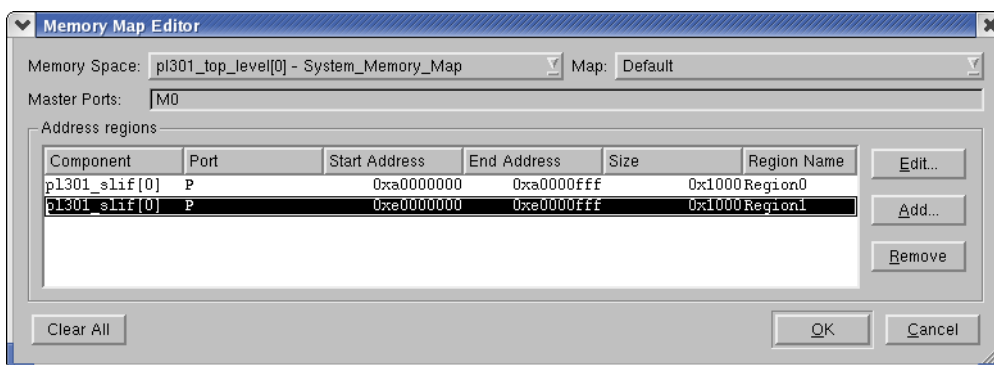 Memory Map Editor
Memory Space: pl301_top_level[0] - System_Memory_Map Map: Default
Master Ports: M0
Address regions
Component Port Start Address End Address Size Region Name
pl301_slif[0] P 0xa0000000 0xa0000fff 0x1000 Region0
pl301_slif[0] P 0xe0000000 0xe0000fff 0x1000 Region1
Edit...
Add...
Remove
Clear All OK Cancel